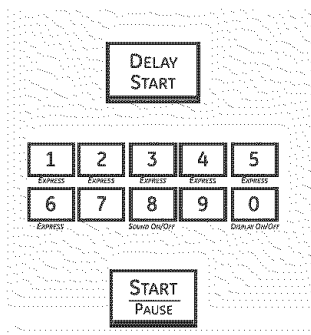 DELAY
START
1 2 3 4 5
EXPRESS EXPRESS EXPRESS EXPRESS EXPRESS
6 7 8 9 0
EXPRESS SOUND ON/OFF DISPLAY ON/OFF
START
PAUSE